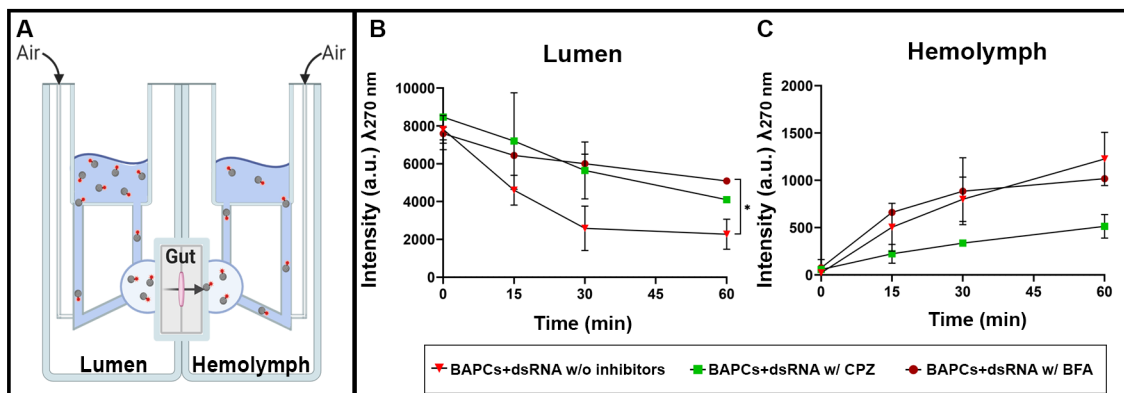 A
Air
Air
Gut
Lumen
Hemolymph
B
Lumen
Intensity (a.u.) λ270 nm
10000
8000
6000
4000
2000
0
0
15
30
45
60
*
Time (min)
C
Hemolymph
Intensity (a.u.) λ270 nm
2000
1500
1000
500
0
0
15
30
45
60
Time (min)
BAPCs+dsRNA w/o inhibitors
BAPCs+dsRNA w/ CPZ
BAPCs+dsRNA w/ BFA